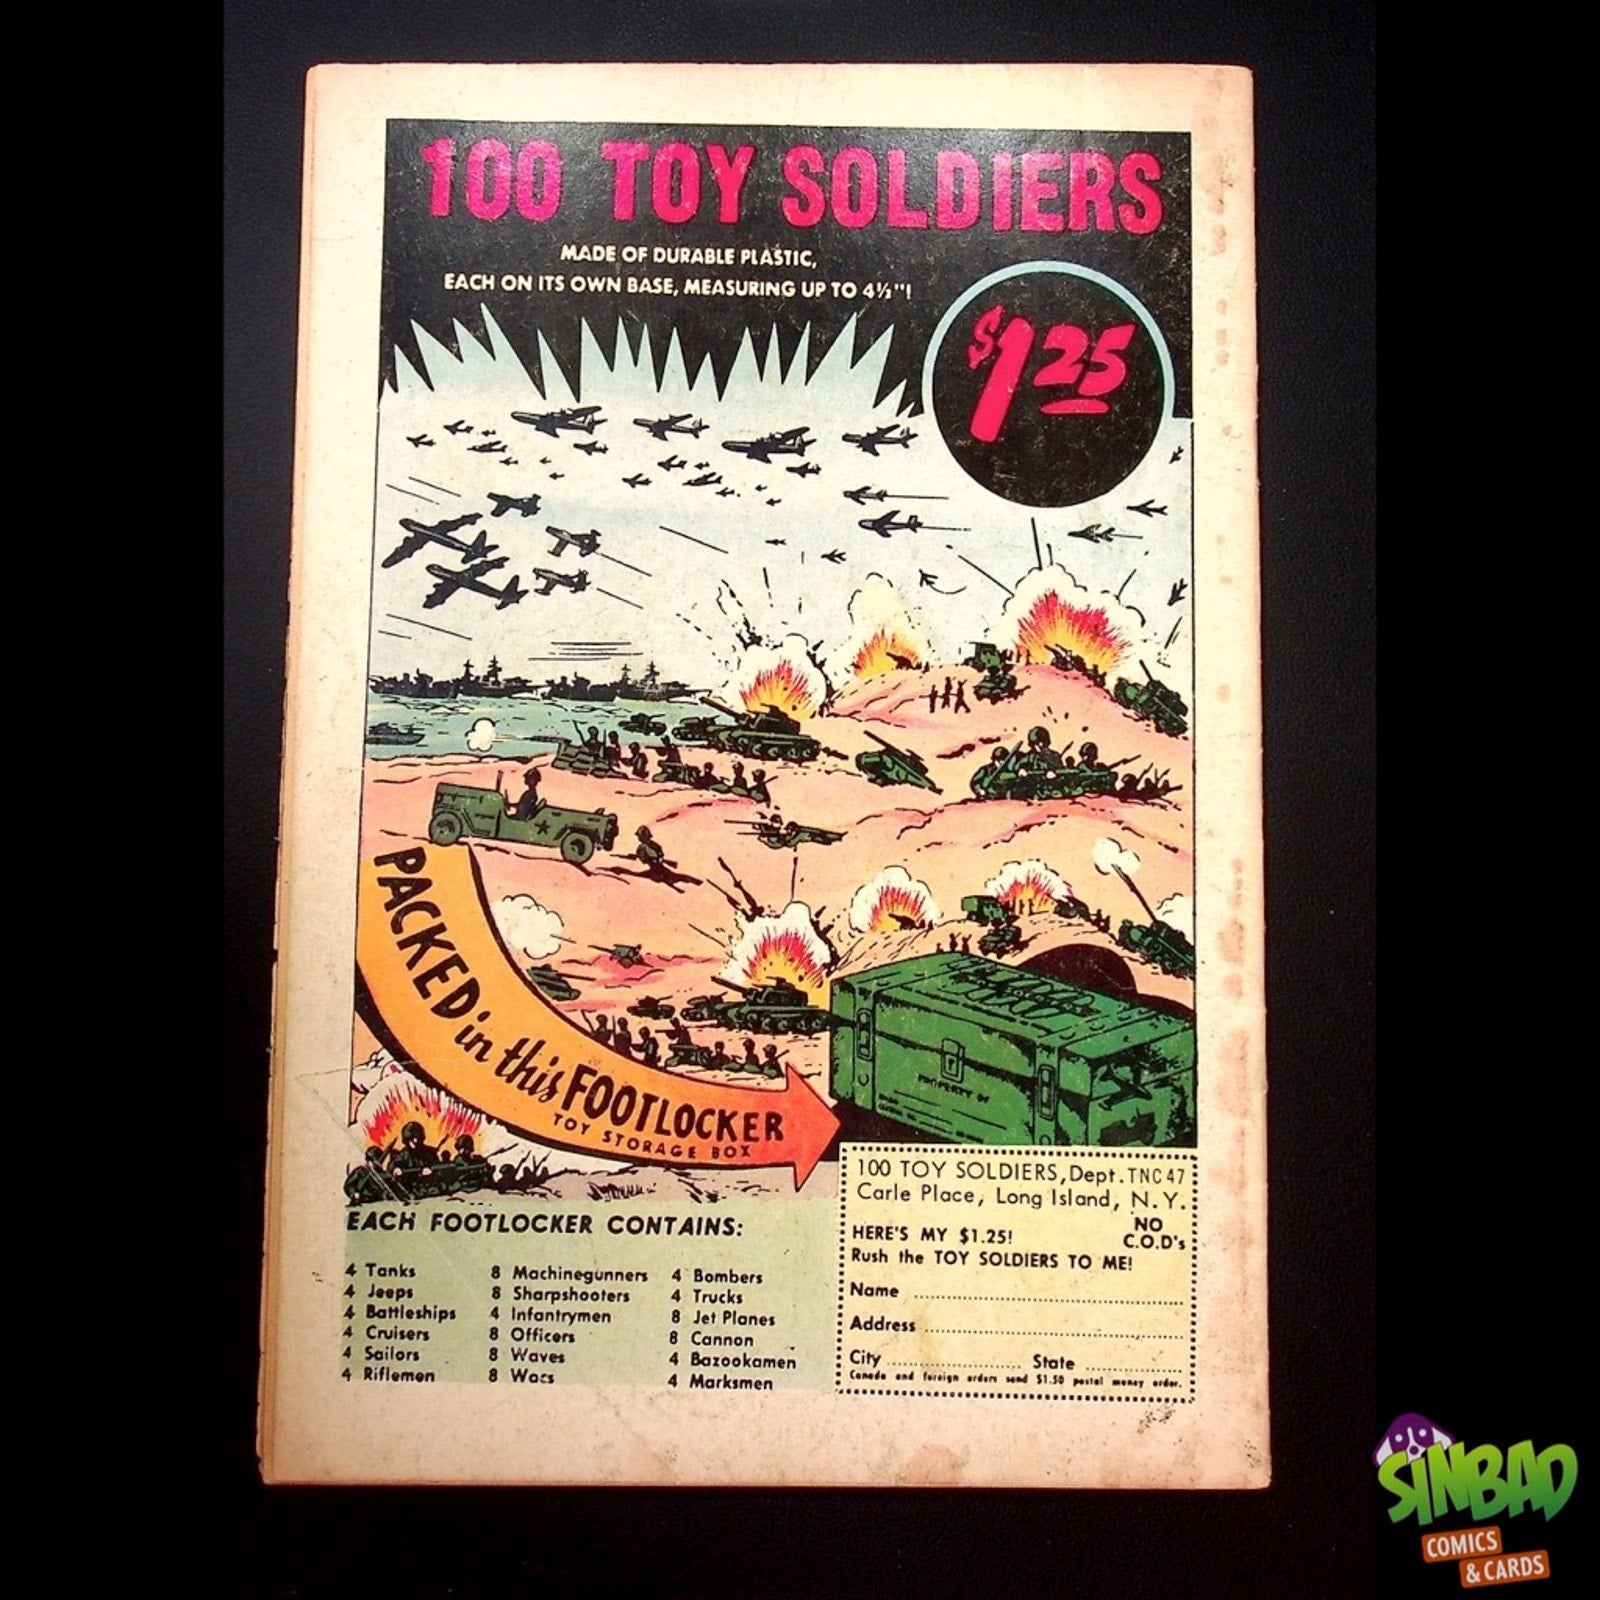 100 TOY SOLDIERS
MADE OF DURABLE PLASTIC,
EACH ON ITS OWN BASE, MEASURING UP TO 4½"!
$1.25
PACKED in this FOOTLOCKER
TOY STORAGE BOX
PROPERTY OF
EACH FOOTLOCKER CONTAINS:
4 Tanks
4 Jeeps
4 Battleships
4 Cruisers
4 Sailors
4 Riflemen
8 Machinegunners
8 Sharpshooters
4 Infantrymen
8 Officers
8 Waves
8 Wacs
4 Bombers
4 Trucks
8 Jet Planes
8 Cannon
4 Bazookamen
4 Marksmen
100 TOY SOLDIERS, Dept. TNC 47
Carle Place, Long Island, N.Y.
HERE'S MY $1.25!
NO
C.O.D's
Rush the TOY SOLDIERS TO ME!
Name
Address
City State
Canada and foreign orders send $1.50 postal money order.
SINBAD
COMICS
& CARDS